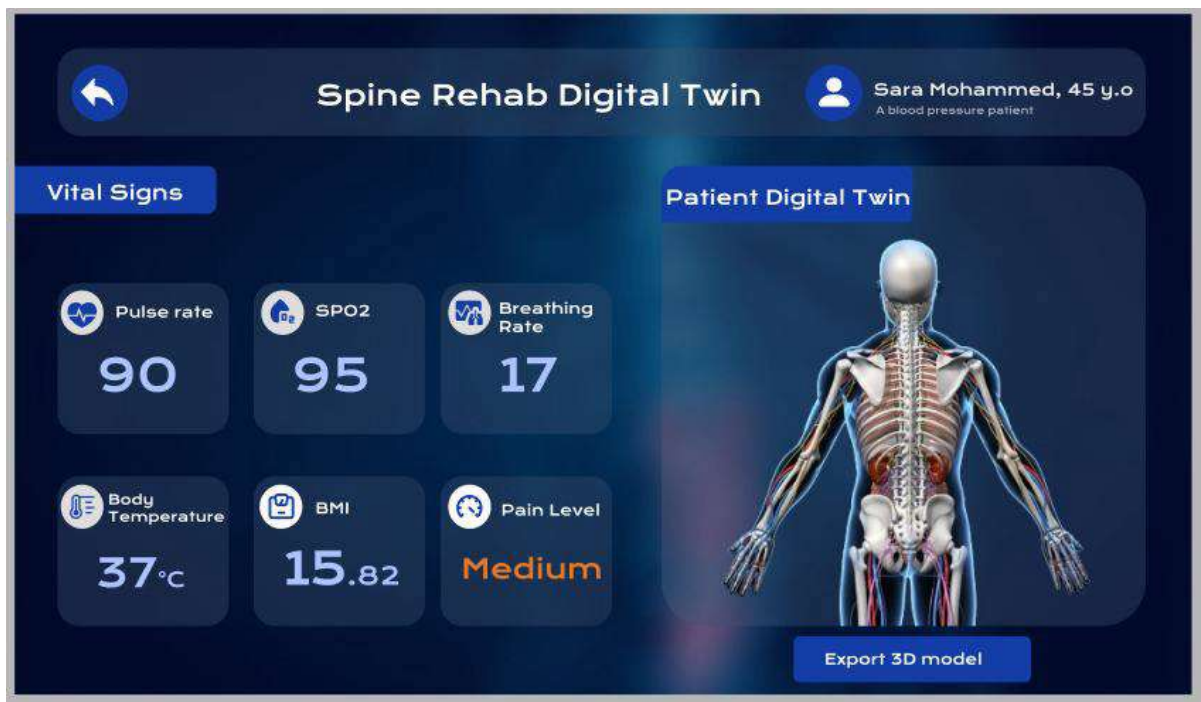 Spine Rehab Digital Twin
Sara Mohammed, 45 y.o
A blood pressure patient
Vital Signs
Patient Digital Twin
Pulse rate
90
SPO2
95
Breathing
Rate
17
Body
Temperature
37°C
BMI
15.82
Pain Level
Medium
Export 3D model